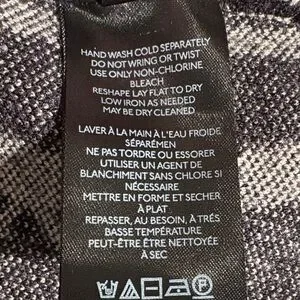 HAND WASH COLD SEPARATELY
DO NOT WRING OR TWIST
USE ONLY NON-CHLORINE
BLEACH
RESHAPE LAY FLAT TO DRY
LOW IRON AS NEEDED
MAY BE DRY CLEANED
LAVER À LA MAIN À L'EAU FROIDE
SÉPARÉMEN
NE PAS TORDRE OU ESSORER
UTILISER UN AGENT DE
BLANCHIMENT SANS CHLORE SI
NÉCESSAIRE
METTRE EN FORME ET SECHER
À PLAT
REPASSER, AU BESOIN, À TRÉS
BASSE TEMPÉRATURE
PEUT-ÊTRE ÊTRE NETTOYÉE
À SEC